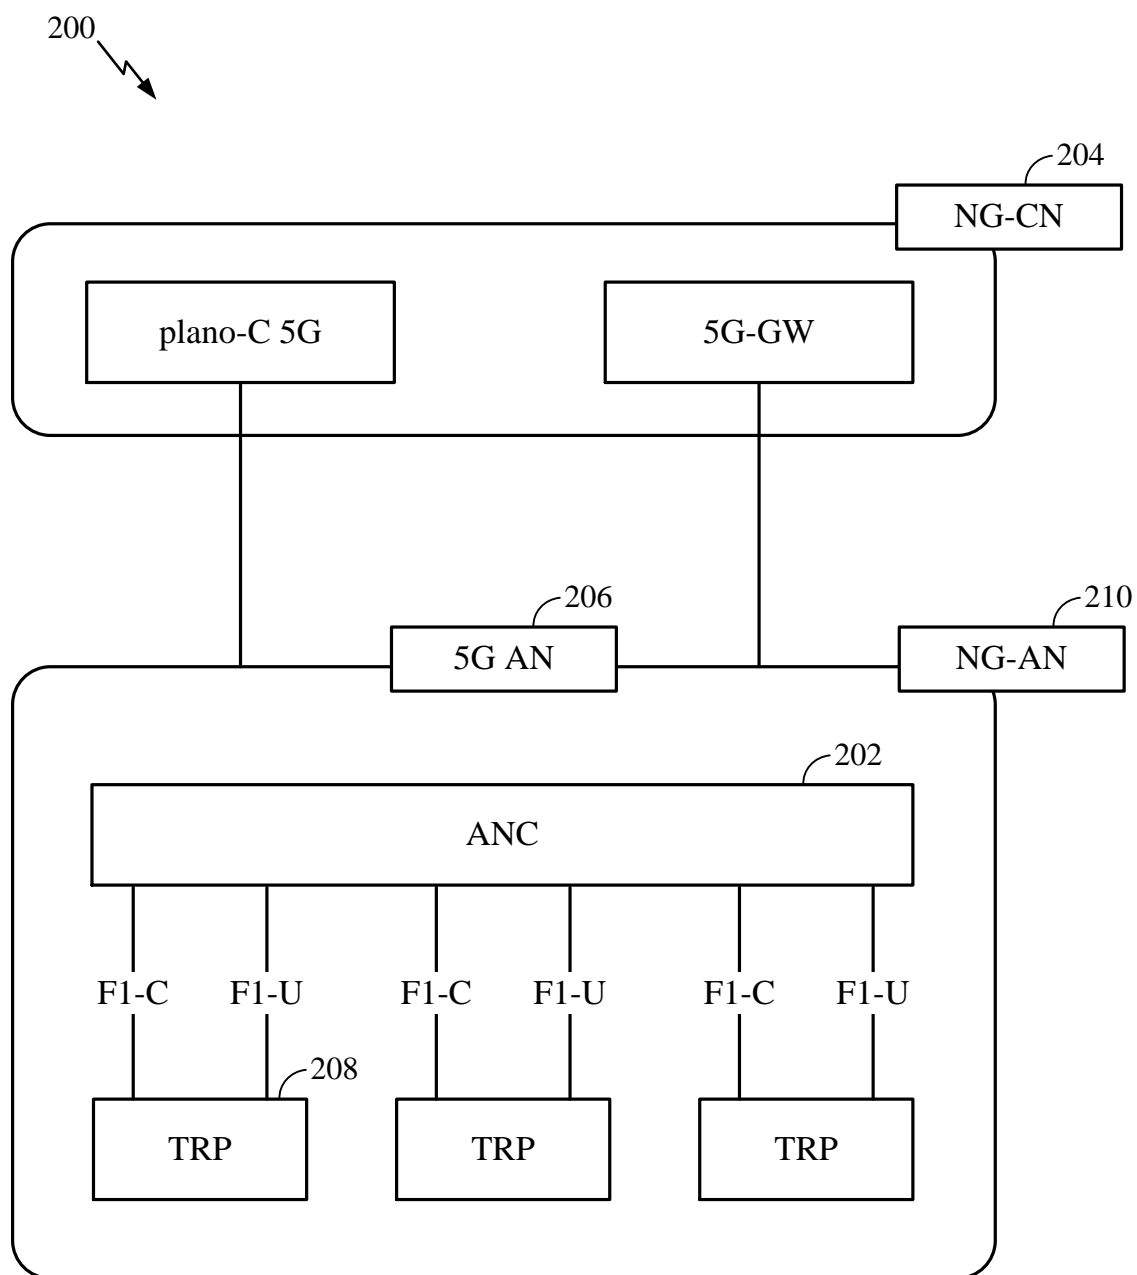 200
204
NG-CN
plano-C 5G
5G-GW
206
210
5G AN
NG-AN
202
ANC
F1-C F1-U F1-C F1-U F1-C F1-U
208
TRP TRP TRP